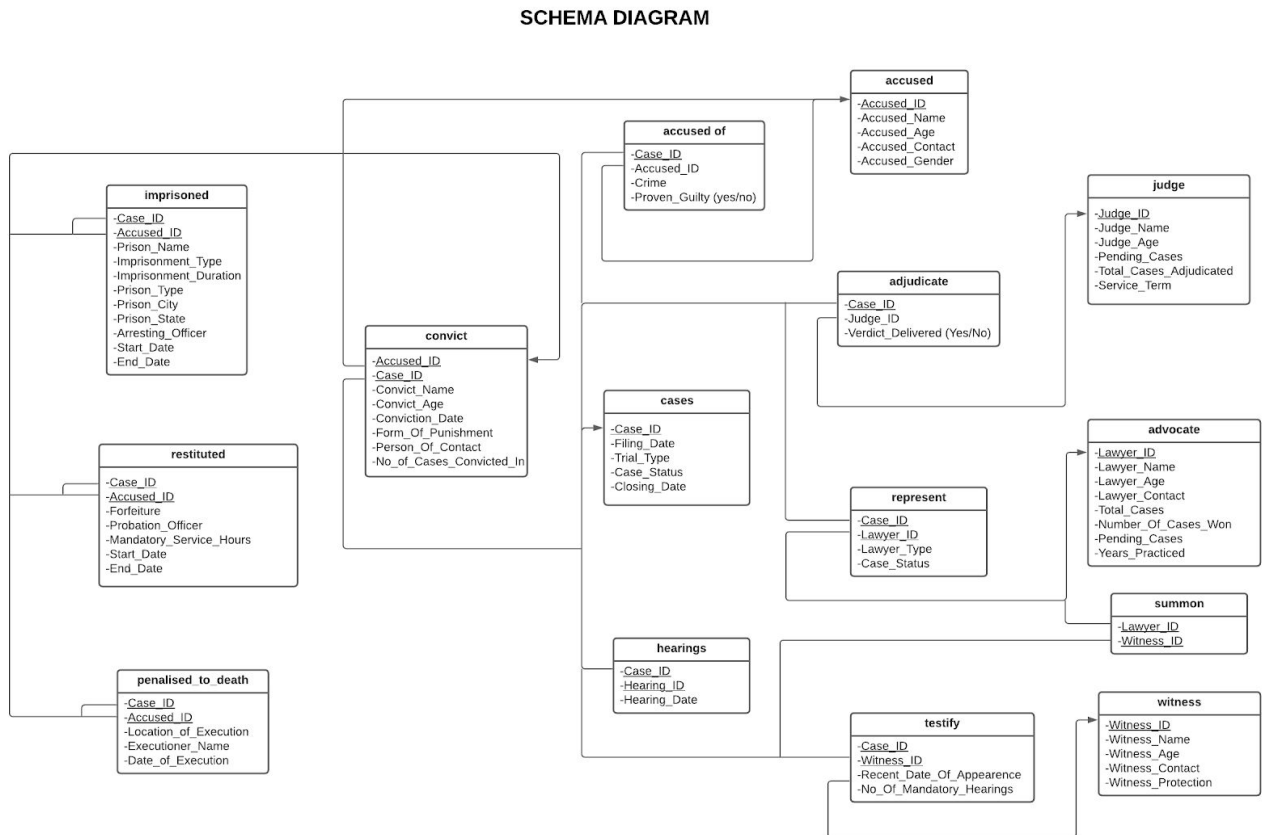 SCHEMA DIAGRAM
accused
-Accused_ID
-Accused_Name
-Accused_Age
-Accused_Contact
-Accused_Gender
accused of
-Case_ID
-Accused_ID
-Crime
-Proven_Guilty (yes/no)
judge
-Judge_ID
-Judge_Name
-Judge_Age
-Pending_Cases
-Total_Cases_Adjudicated
-Service_Term
imprisoned
-Case_ID
-Accused_ID
-Prison_Name
-Imprisonment_Type
-Imprisonment_Duration
-Prison_Type
-Prison_City
-Prison_State
-Arresting_Officer
-Start_Date
-End_Date
adjudicate
-Case_ID
-Judge_ID
-Verdict_Delivered (Yes/No)
convict
-Accused_ID
-Case_ID
-Convict_Name
-Convict_Age
-Conviction_Date
-Form_Of_Punishment
-Person_Of_Contact
-No_of_Cases_Convicted_In
cases
-Case_ID
-Filing_Date
-Trial_Type
-Case_Status
-Closing_Date
advocate
-Lawyer_ID
-Lawyer_Name
-Lawyer_Age
-Lawyer_Contact
-Total_Cases
-Number_Of_Cases_Won
-Pending_Cases
-Years_Practiced
restituted
-Case_ID
-Accused_ID
-Forfeiture
-Probation_Officer
-Mandatory_Service_Hours
-Start_Date
-End_Date
represent
-Case_ID
-Lawyer_ID
-Lawyer_Type
-Case_Status
summon
-Lawyer_ID
-Witness_ID
hearings
-Case_ID
-Hearing_ID
-Hearing_Date
penalised_to_death
-Case_ID
-Accused_ID
-Location_of_Execution
-Executioner_Name
-Date_of_Execution
testify
-Case_ID
-Witness_ID
-Recent_Date_Of_Appearence
-No_Of_Mandatory_Hearings
witness
-Witness_ID
-Witness_Name
-Witness_Age
-Witness_Contact
-Witness_Protection